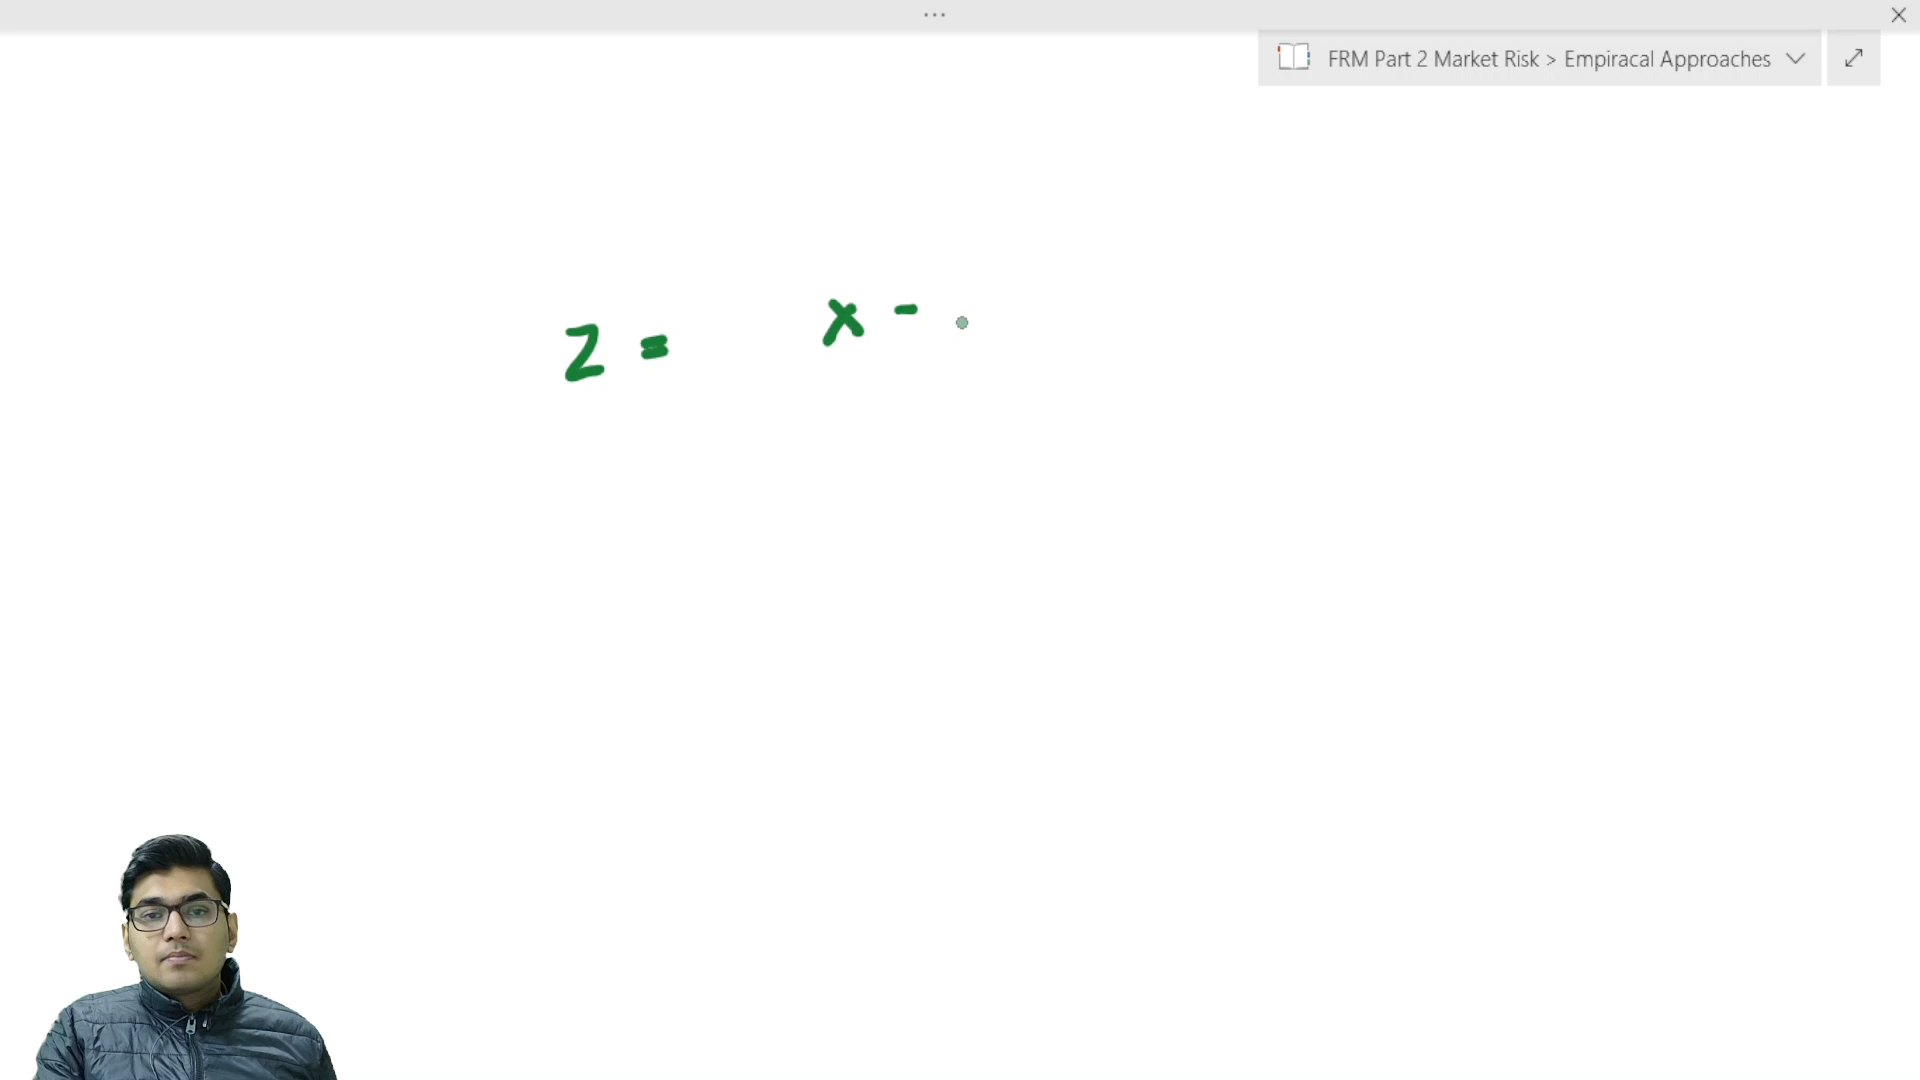 FRM Part 2 Market Risk > Empiracal Approaches
Z = x -